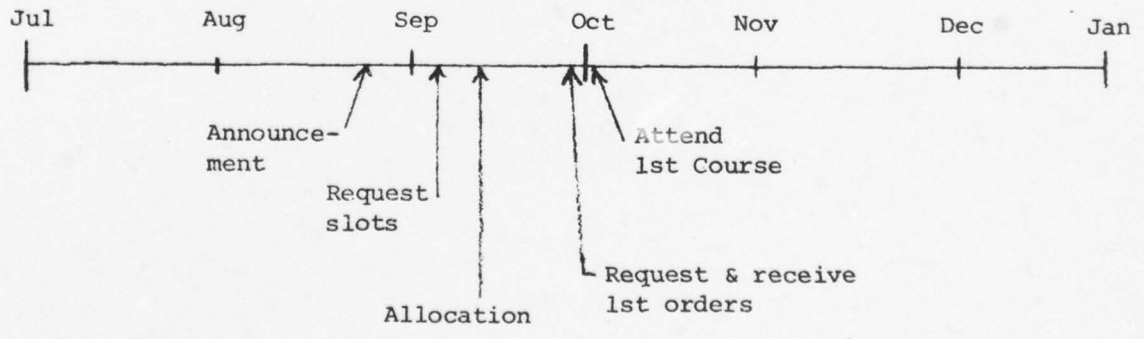 Jul Aug Sep Oct Nov Dec Jan
Announce-
ment
Attend
1st Course
Request
slots
Request & receive
1st orders
Allocation